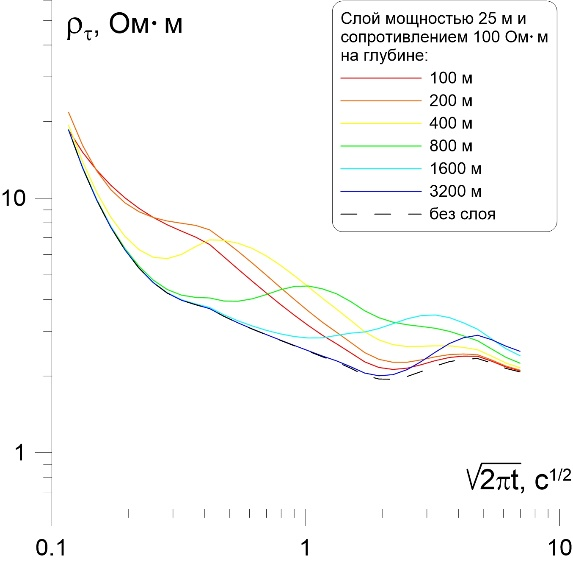 ρτ, Ом· м
Слой мощностью 25 м и
сопротивлением 100 Ом· м
на глубине:
100 м
200 м
400 м
800 м
1600 м
3200 м
без слоя
10
1
√2πt, с1/2
0.1
1
10